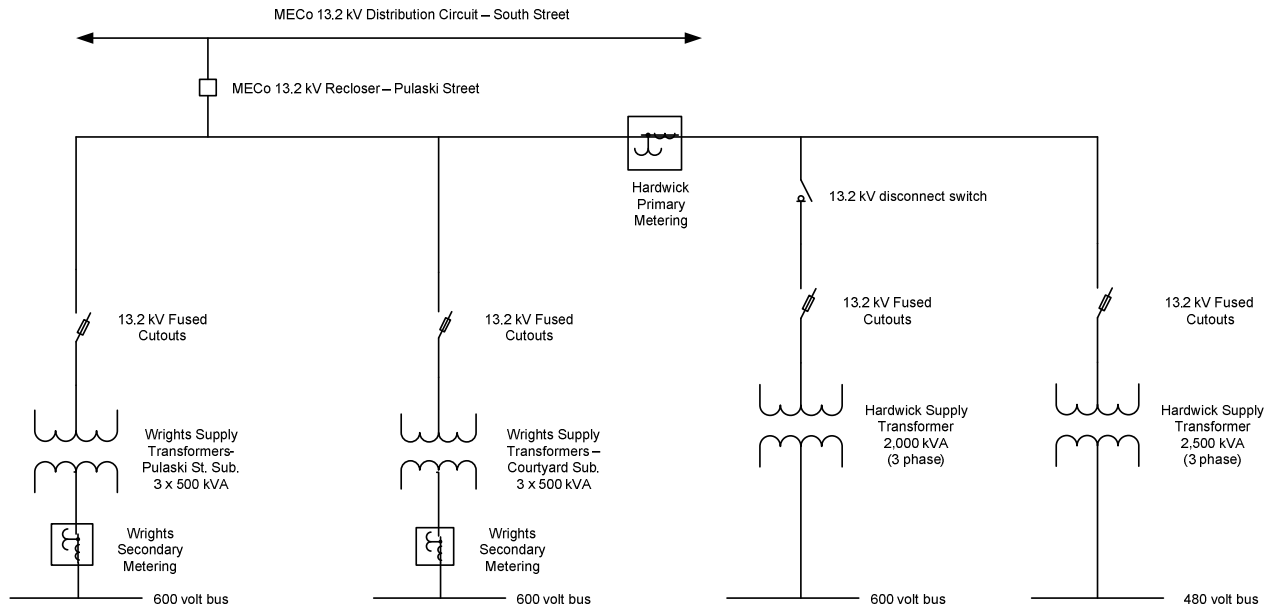 MECo 13.2 kV Distribution Circuit – South Street
MECo 13.2 kV Recloser – Pulaski Street
Hardwick
Primary
Metering
13.2 kV disconnect switch
13.2 kV Fused
Cutouts
13.2 kV Fused
Cutouts
13.2 kV Fused
Cutouts
13.2 kV Fused
Cutouts
Wrights Supply
Transformers-
Pulaski St. Sub.
3 x 500 kVA
Wrights Supply
Transformers –
Courtyard Sub.
3 x 500 kVA
Hardwick Supply
Transformer
2,000 kVA
(3 phase)
Hardwick Supply
Transformer
2,500 kVA
(3 phase)
Wrights
Secondary
Metering
Wrights
Secondary
Metering
600 volt bus
600 volt bus
600 volt bus
480 volt bus